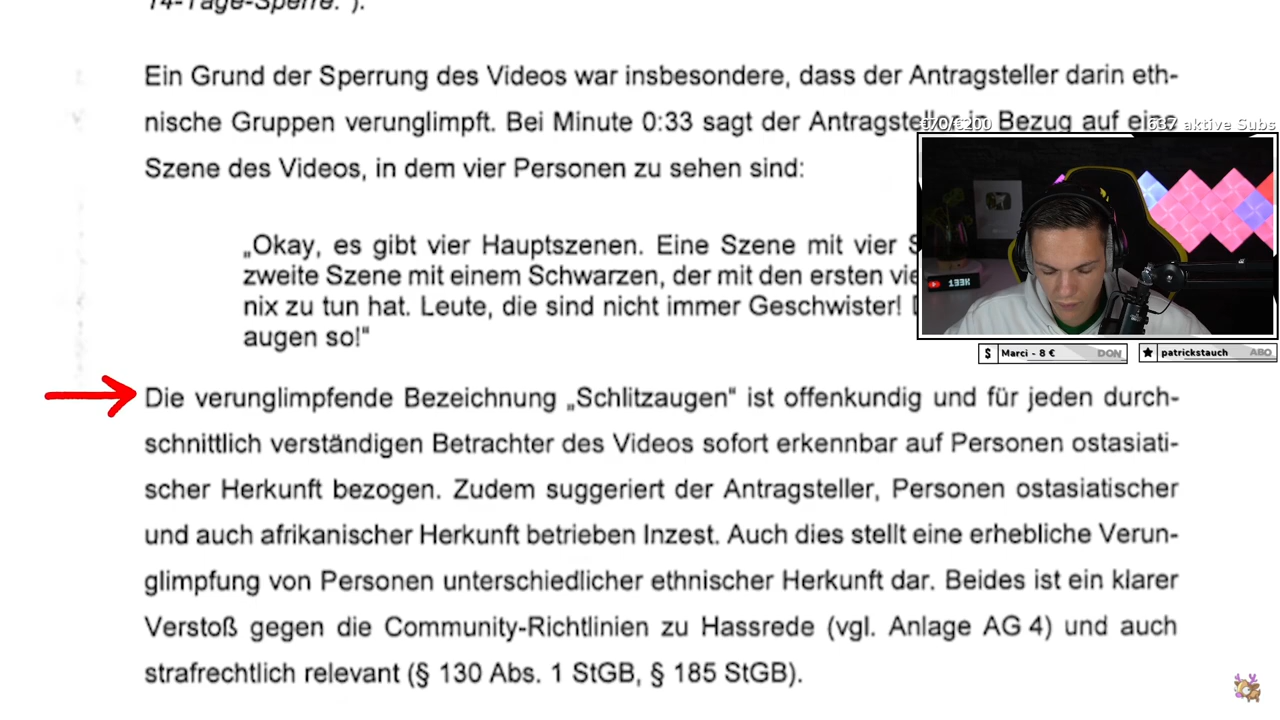 14-Tage-Sperre.").
Ein Grund der Sperrung des Videos war insbesondere, dass der Antragsteller darin eth-
nische Gruppen verunglimpft. Bei Minute 0:33 sagt der Antragsteller in Bezug auf eine
€70/€200
637 aktive Subs
Szene des Videos, in dem vier Personen zu sehen sind:
„Okay, es gibt vier Hauptszenen. Eine Szene mit vier
zweite Szene mit einem Schwarzen, der mit den ersten
nix zu tun hat. Leute, die sind nicht immer Geschwister!
augen so!“
133K
$ Marci - 8 € DON
★ patrickstauch ABO
Die verunglimpfende Bezeichnung „Schlitzaugen“ ist offenkundig und für jeden durch-
schnittlich verständigen Betrachter des Videos sofort erkennbar auf Personen ostasiati-
scher Herkunft bezogen. Zudem suggeriert der Antragsteller, Personen ostasiatischer
und auch afrikanischer Herkunft betrieben Inzest. Auch dies stellt eine erhebliche Verun-
glimpfung von Personen unterschiedlicher ethnischer Herkunft dar. Beides ist ein klarer
Verstoß gegen die Community-Richtlinien zu Hassrede (vgl. Anlage AG 4) und auch
strafrechtlich relevant (§ 130 Abs. 1 StGB, § 185 StGB).